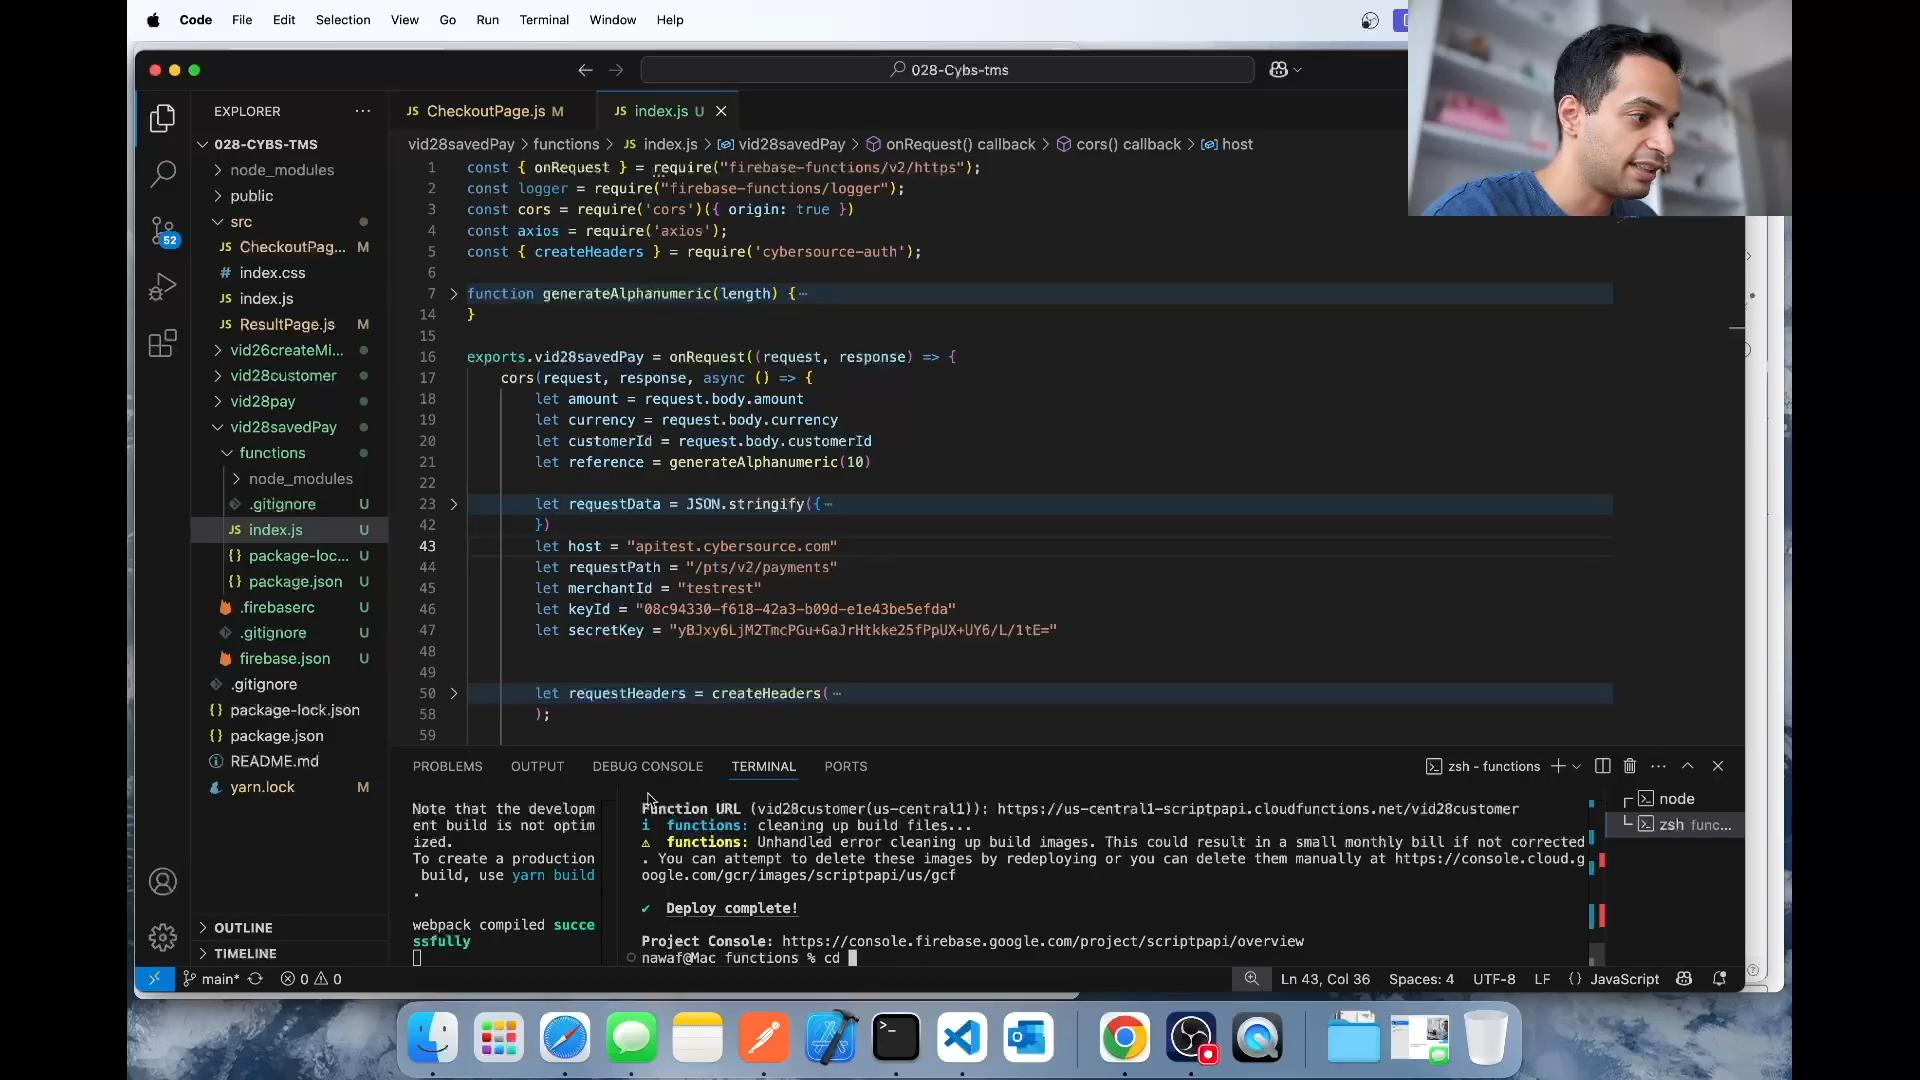 Code File Edit Selection View Go Run Terminal Window Help
028-Cybs-tms
EXPLORER
028-CYBS-TMS
node_modules
public
src
JS CheckoutPag... M
# index.css
JS index.js
JS ResultPage.js M
vid26createMi...
vid28customer
vid28pay
vid28savedPay
functions
node_modules
.gitignore U
JS index.js U
{} package-loc... U
{} package.json U
.firebaserc U
.gitignore U
firebase.json U
.gitignore
{} package-lock.json
{} package.json
README.md
yarn.lock M
OUTLINE
TIMELINE
52
JS CheckoutPage.js M
JS index.js U
vid28savedPay > functions > JS index.js > vid28savedPay > onRequest() callback > cors() callback > host
1 const { onRequest } = require("firebase-functions/v2/https");
2 const logger = require("firebase-functions/logger");
3 const cors = require('cors')({ origin: true })
4 const axios = require('axios');
5 const { createHeaders } = require('cybersource-auth');
6
7 function generateAlphanumeric(length) {⋯
14 }
15
16 exports.vid28savedPay = onRequest((request, response) => {
17 cors(request, response, async () => {
18 let amount = request.body.amount
19 let currency = request.body.currency
20 let customerId = request.body.customerId
21 let reference = generateAlphanumeric(10)
22
23 let requestData = JSON.stringify({⋯
42 })
43 let host = "apitest.cybersource.com"
44 let requestPath = "/pts/v2/payments"
45 let merchantId = "testrest"
46 let keyId = "08c94330-f618-42a3-b09d-e1e43be5efda"
47 let secretKey = "yBJxy6LjM2TmcPGu+GaJrHtkke25fPpUX+UY6/L/1tE="
48
49
50 let requestHeaders = createHeaders(⋯
58 );
59
PROBLEMS OUTPUT DEBUG CONSOLE TERMINAL PORTS
zsh - functions
Note that the developm
ent build is not optim
ized.
To create a production
build, use yarn build
.
webpack compiled succe
ssfully
Function URL (vid28customer(us-central1)): https://us-central1-scriptpapi.cloudfunctions.net/vid28customer
i functions: cleaning up build files...
⚠ functions: Unhandled error cleaning up build images. This could result in a small monthly bill if not corrected
. You can attempt to delete these images by redeploying or you can delete them manually at https://console.cloud.g
oogle.com/gcr/images/scriptpapi/us/gcf
✔ Deploy complete!
Project Console: https://console.firebase.google.com/project/scriptpapi/overview
nawaf@Mac functions % cd
node
zsh func...
main* 0 0
Ln 43, Col 36 Spaces: 4 UTF-8 LF {} JavaScript